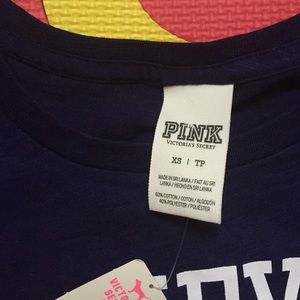 PINK
VICTORIA'S SECRET
XS | TP
MADE IN SRI LANKA / FAIT AU SRI
LANKA / HECHO EN SRI LANKA
60% COTTON / COTON / ALGODÓN
40% POLYESTER / POLIÉSTER